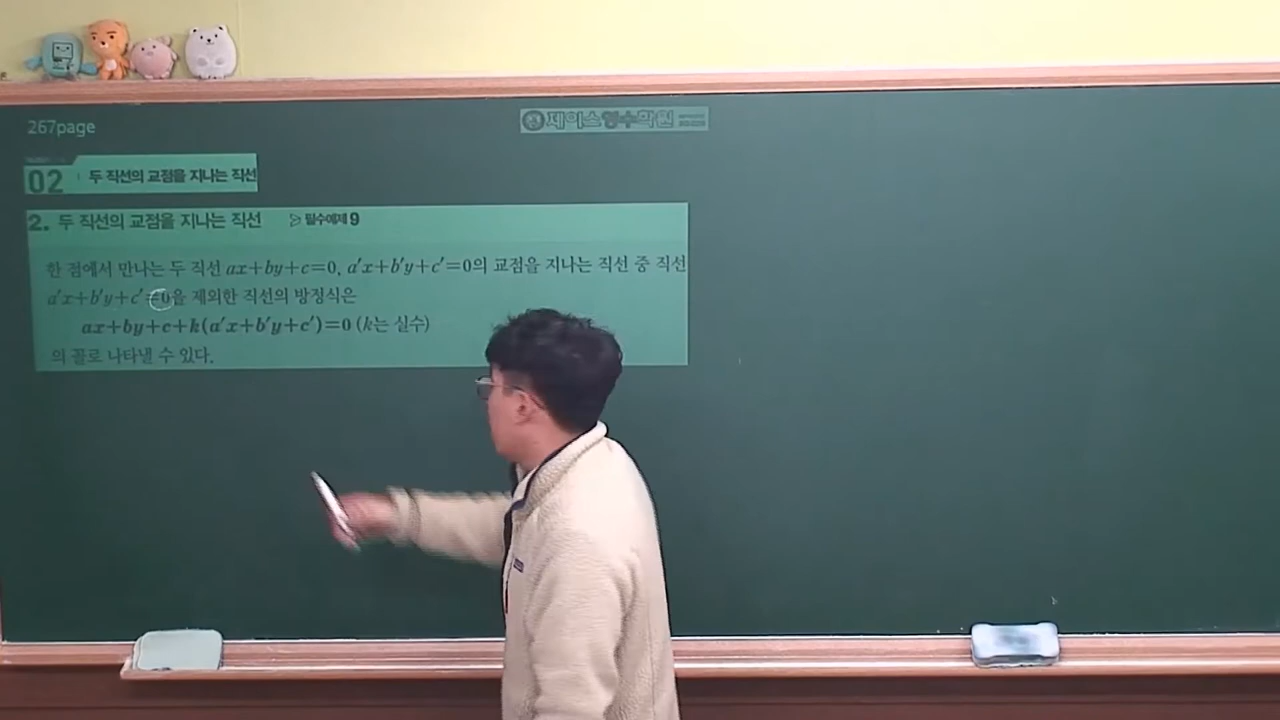 267page
제이스영수학원
02 두 직선의 교점을 지나는 직선
2. 두 직선의 교점을 지나는 직선 ▷ 필수예제 9
한 점에서 만나는 두 직선 ax+by+c=0, a′x+b′y+c′=0의 교점을 지나는 직선 중 직선
a′x+b′y+c′=0을 제외한 직선의 방정식은
ax+by+c+k(a′x+b′y+c′)=0 (k는 실수)
의 꼴로 나타낼 수 있다.